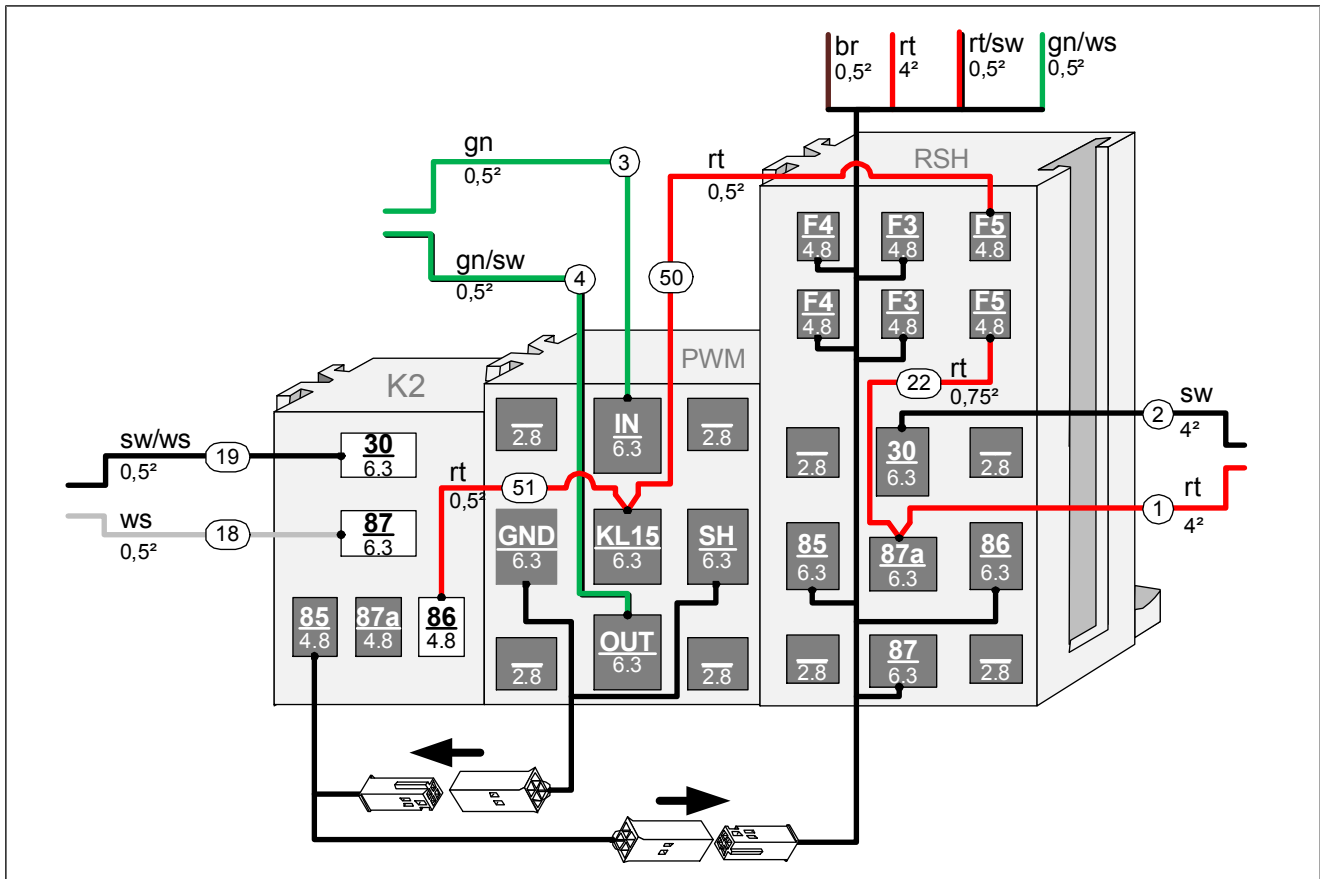 br
0,5²
rt
4²
rt/sw
0,5²
gn/ws
0,5²
gn
0,5²
3
rt
0,5²
RSH
gn/sw
0,5²
4
50
F4
4.8
F3
4.8
F5
4.8
F4
4.8
F3
4.8
F5
4.8
K2
PWM
22
rt
0,75²
2
sw
4²
2.8
IN
6.3
2.8
sw/ws
0,5²
19
30
6.3
2.8
30
6.3
2.8
rt
0,5²
51
1
rt
4²
ws
0,5²
18
87
6.3
GND
6.3
KL15
6.3
SH
6.3
85
6.3
87a
6.3
86
6.3
85
4.8
87a
4.8
86
4.8
2.8
OUT
6.3
2.8
2.8
87
6.3
2.8